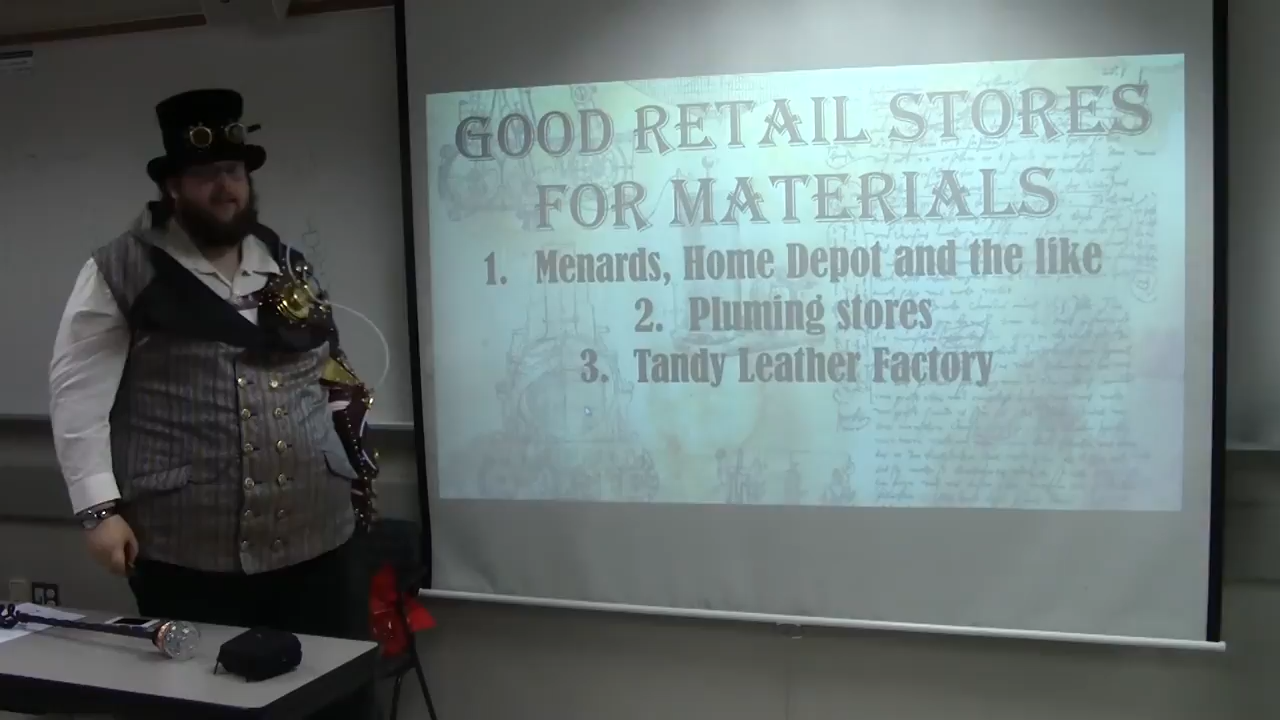 GOOD RETAIL STORES
FOR MATERIALS
1. Menards, Home Depot and the like
2. Pluming stores
3. Tandy Leather Factory